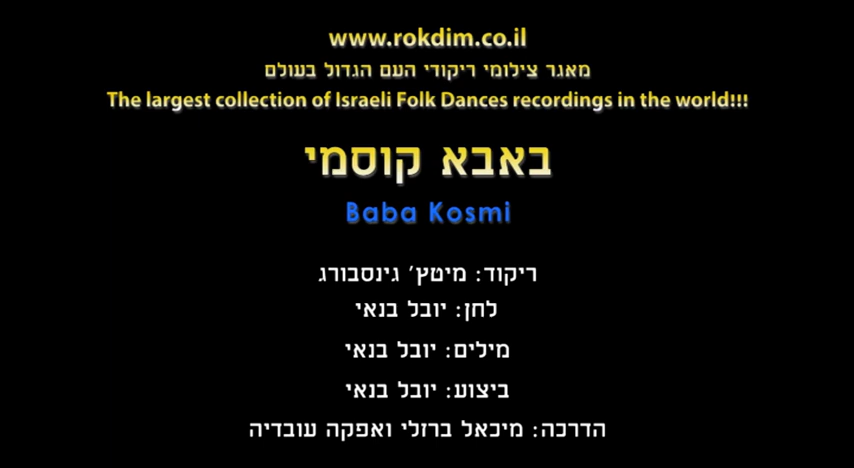 www.rokdim.co.il
מאגר צילומי ריקודי העם הגדול בעולם
The largest collection of Israeli Folk Dances recordings in the world!!!
באבא קוסמי
Baba Kosmi
ריקוד: מיטץ' גינסבורג
לחן: יובל בנאי
מילים: יובל בנאי
ביצוע: יובל בנאי
הדרכה: מיכאל ברזלי ואפקה עובדיה